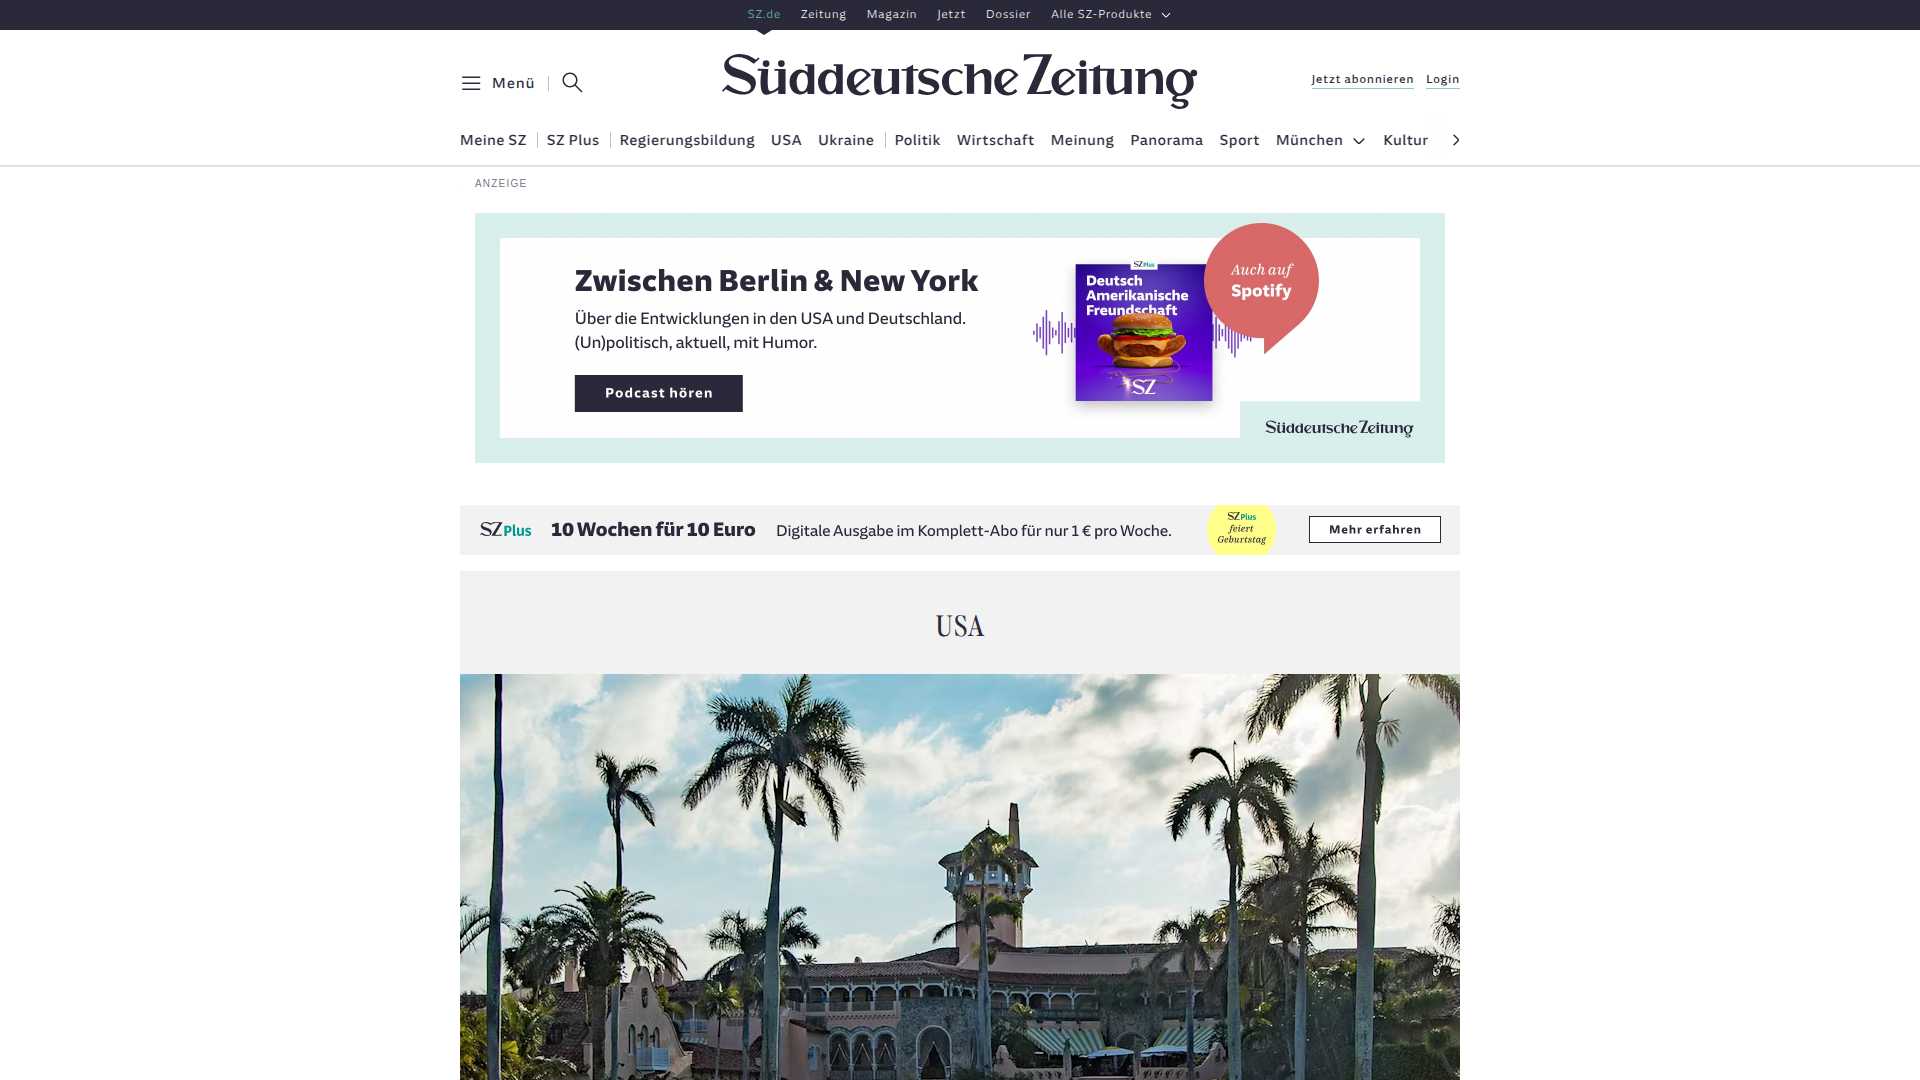 SZ.de Zeitung Magazin Jetzt Dossier Alle SZ-Produkte
Menü
Süddeutsche Zeitung
Jetzt abonnieren Login
Meine SZ SZ Plus Regierungsbildung USA Ukraine Politik Wirtschaft Meinung Panorama Sport München Kultur
ANZEIGE
Zwischen Berlin & New York
Über die Entwicklungen in den USA und Deutschland.
(Un)politisch, aktuell, mit Humor.
Podcast hören
SZ Plus
Deutsch
Amerikanische
Freundschaft
SZ
Auch auf
Spotify
Süddeutsche Zeitung
SZ Plus 10 Wochen für 10 Euro Digitale Ausgabe im Komplett-Abo für nur 1 € pro Woche.
SZ Plus
feiert
Geburtstag
Mehr erfahren
USA